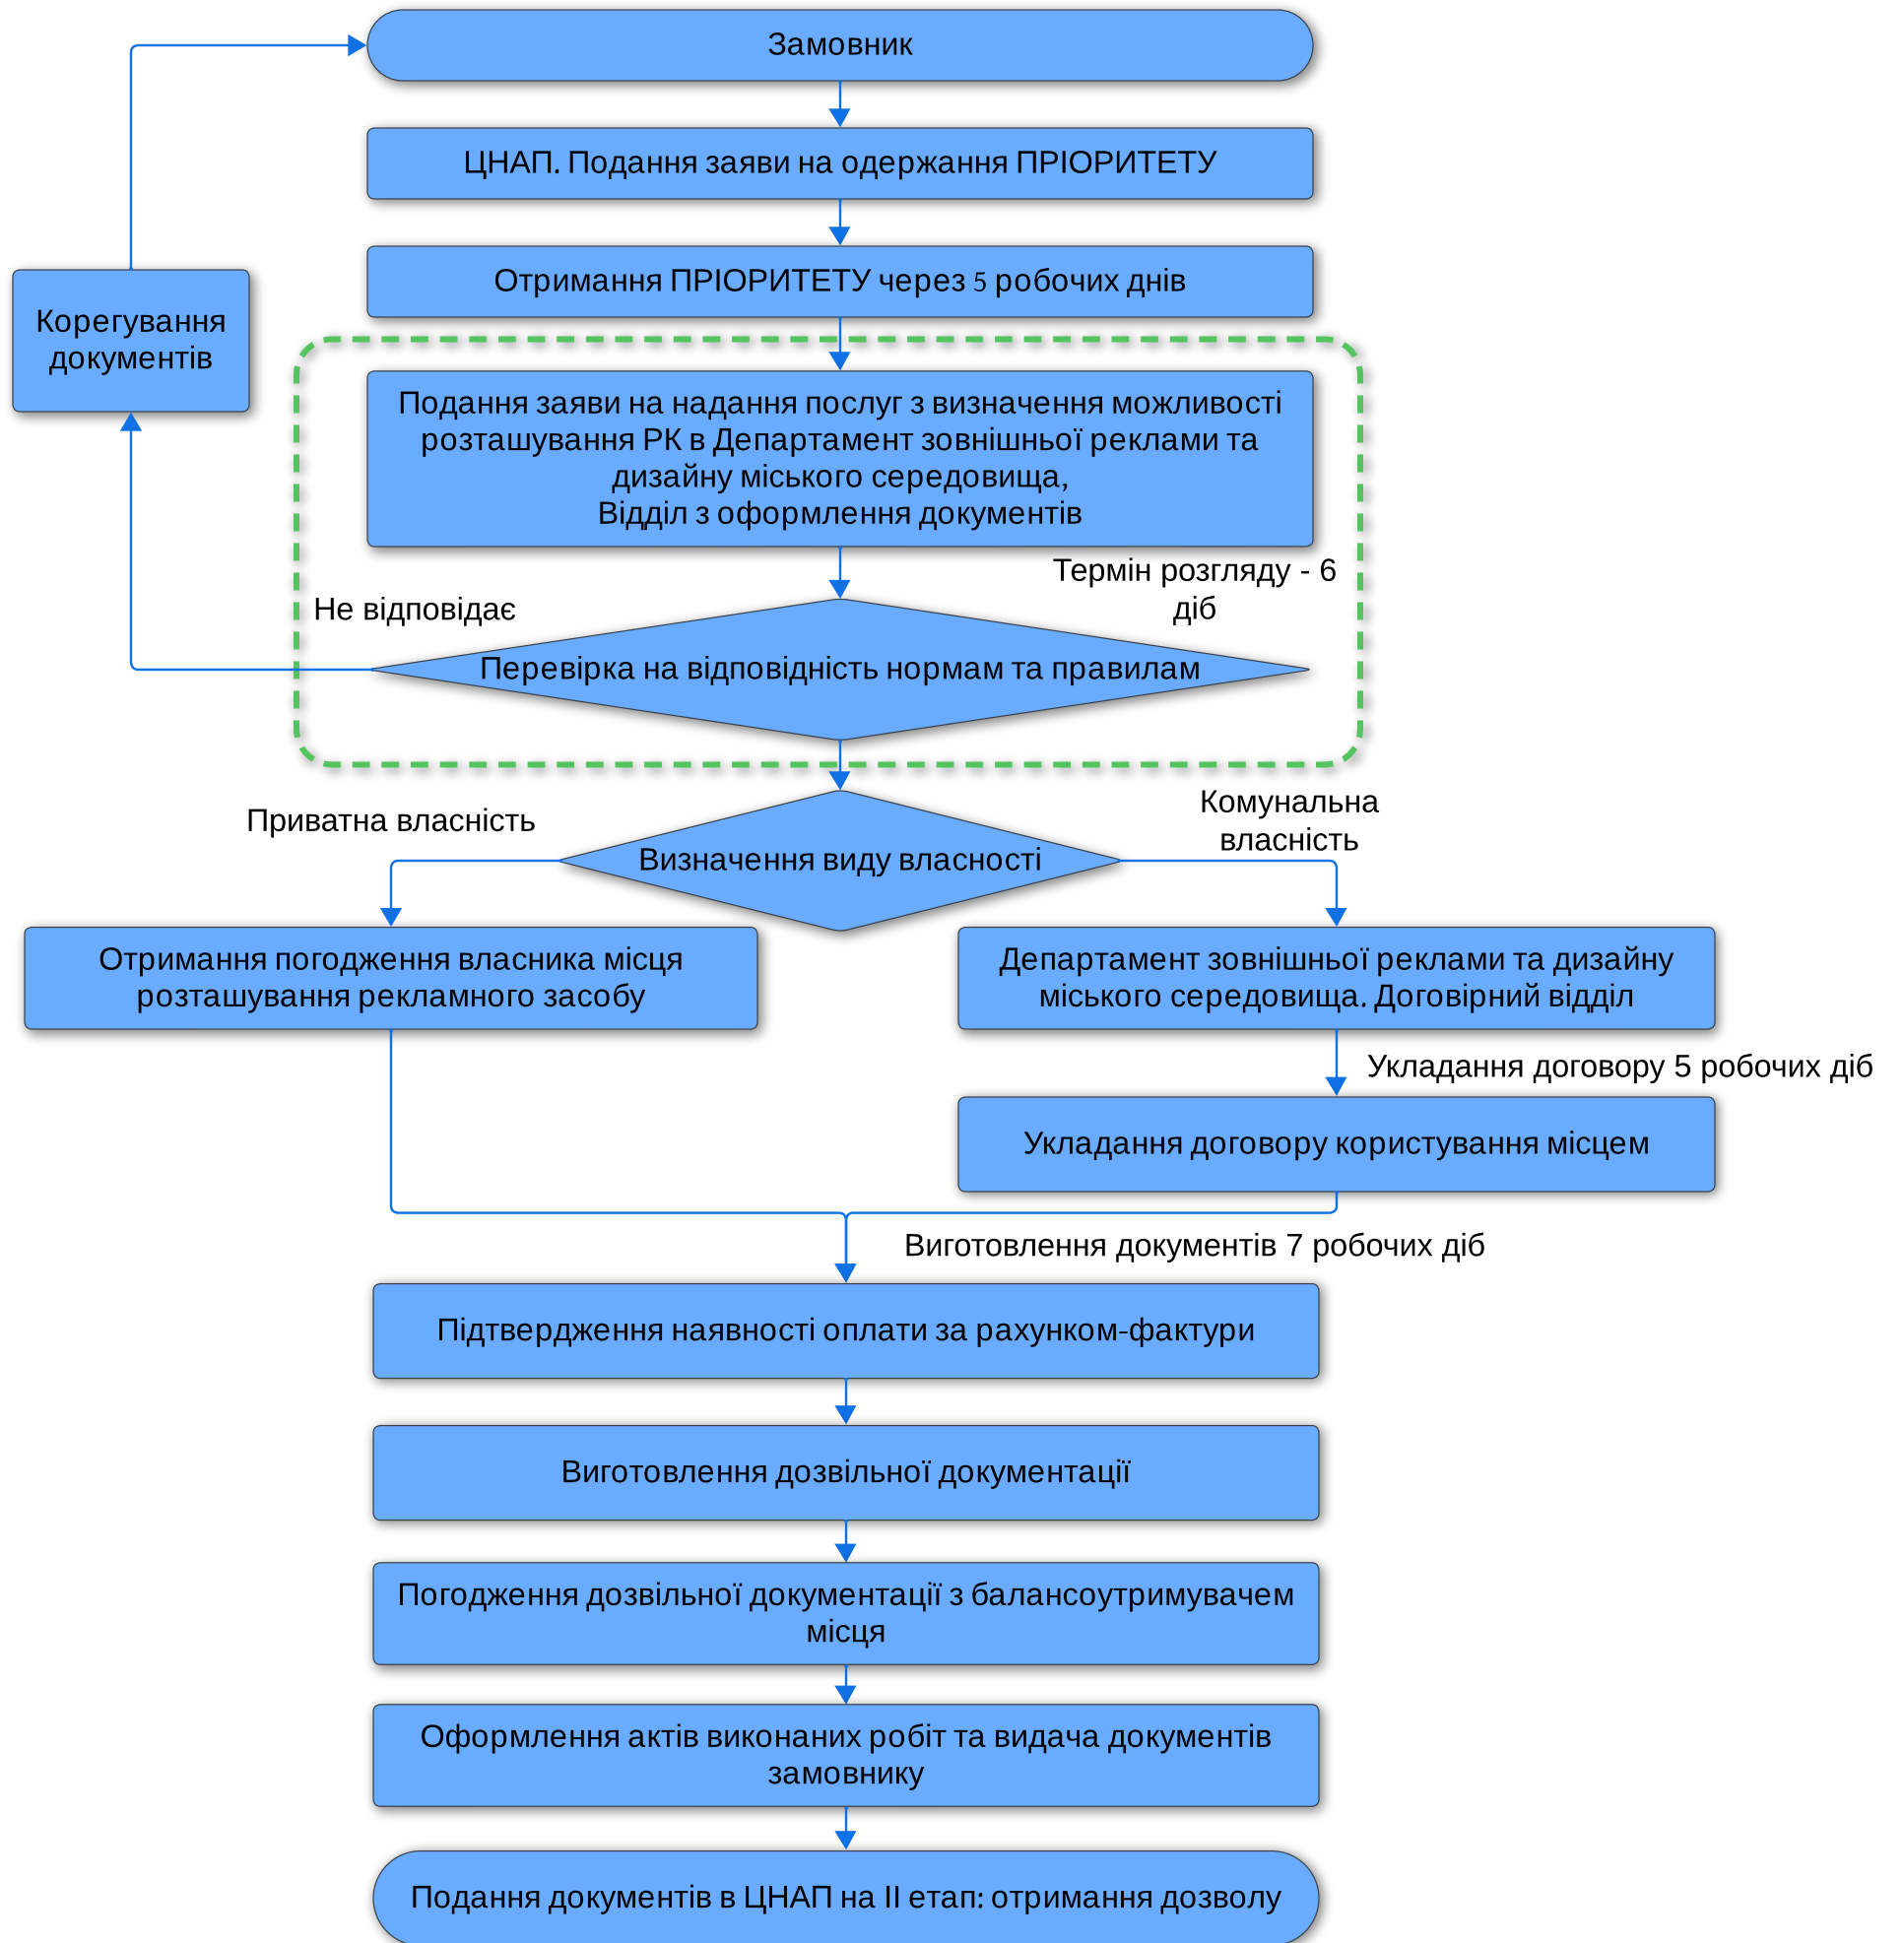 Замовник
ЦНАП. Подання заяви на одержання ПРІОРИТЕТУ
Отримання ПРІОРИТЕТУ через 5 робочих днів
Корегування
документів
Подання заяви на надання послуг з визначення можливості
розташування РК в Департамент зовнішньої реклами та
дизайну міського середовища,
Відділ з оформлення документів
Термін розгляду - 6
діб
Не відповідає
Перевірка на відповідність нормам та правилам
Приватна власність
Комунальна
власність
Визначення виду власності
Отримання погодження власника місця
розташування рекламного засобу
Департамент зовнішньої реклами та дизайну
міського середовища. Договірний відділ
Укладання договору 5 робочих діб
Укладання договору користування місцем
Виготовлення документів 7 робочих діб
Підтвердження наявності оплати за рахунком-фактури
Виготовлення дозвільної документації
Погодження дозвільної документації з балансоутримувачем
місця
Оформлення актів виконаних робіт та видача документів
замовнику
Подання документів в ЦНАП на ІІ етап: отримання дозволу